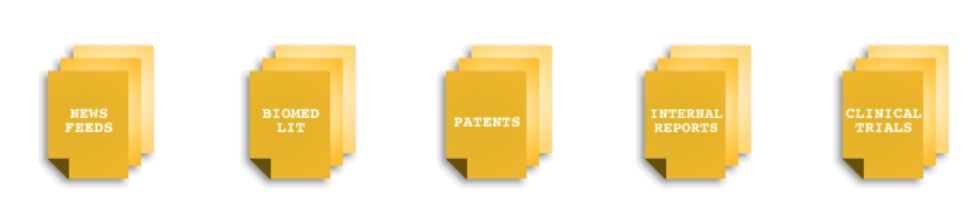 NEWS
FEEDS
BIOMED
LIT
PATENTS
INTERNAL
REPORTS
CLINICAL
TRIALS